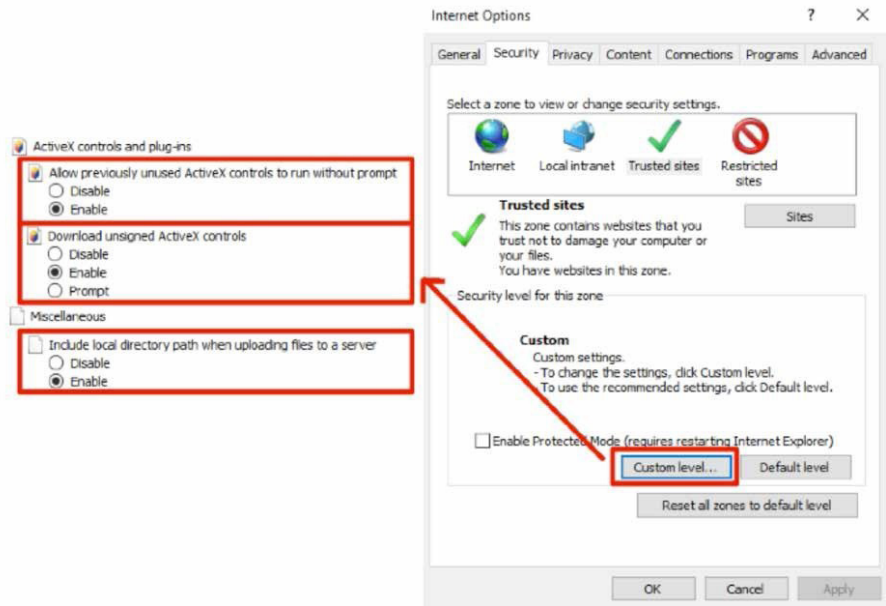 Internet Options
?
General Security Privacy Content Connections Programs Advanced
Select a zone to view or change security settings.
Internet
Local intranet
Trusted sites
Restricted
sites
Trusted sites
This zone contains websites that you
trust not to damage your computer or
your files.
You have websites in this zone.
Sites
Security level for this zone
Custom
Custom settings.
- To change the settings, click Custom level.
- To use the recommended settings, click Default level.
Enable Protected Mode (requires restarting Internet Explorer)
Custom level...
Default level
Reset all zones to default level
OK
Cancel
Apply
ActiveX controls and plug-ins
Allow previously unused ActiveX controls to run without prompt
Disable
Enable
Download unsigned ActiveX controls
Disable
Enable
Prompt
Miscellaneous
Include local directory path when uploading files to a server
Disable
Enable